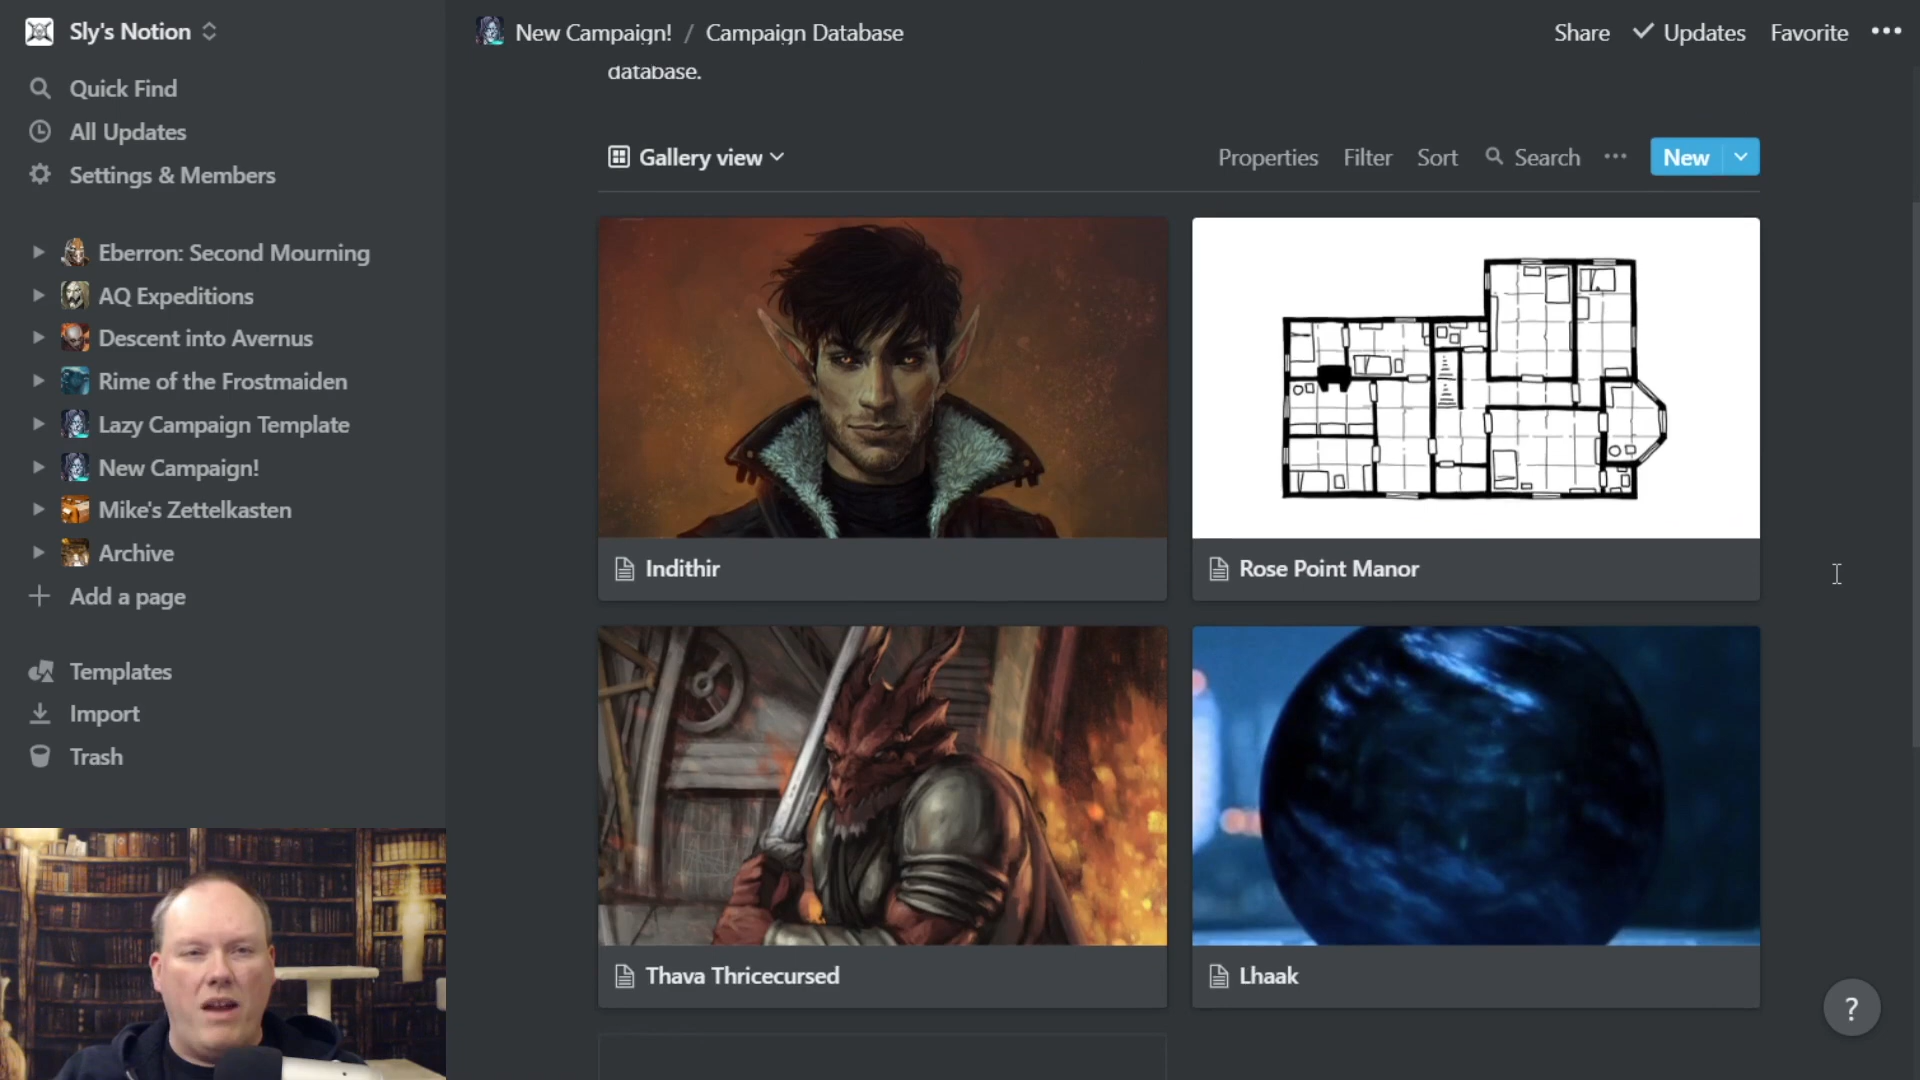 Sly's Notion
Quick Find
All Updates
Settings & Members
Eberron: Second Mourning
AQ Expeditions
Descent into Avernus
Rime of the Frostmaiden
Lazy Campaign Template
New Campaign!
Mike's Zettelkasten
Archive
Add a page
Templates
Import
Trash
New Campaign! / Campaign Database
Share
Updates
Favorite
database.
Gallery view
Properties
Filter
Sort
Search
New
Indithir
Rose Point Manor
Thava Thricecursed
Lhaak
?